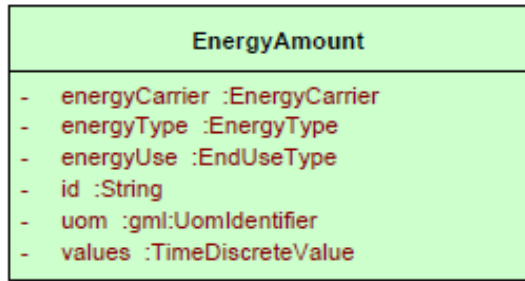 EnergyAmount
- energyCarrier :EnergyCarrier
- energyType :EnergyType
- energyUse :EndUseType
- id :String
- uom :gml:UomIdentifier
- values :TimeDiscreteValue